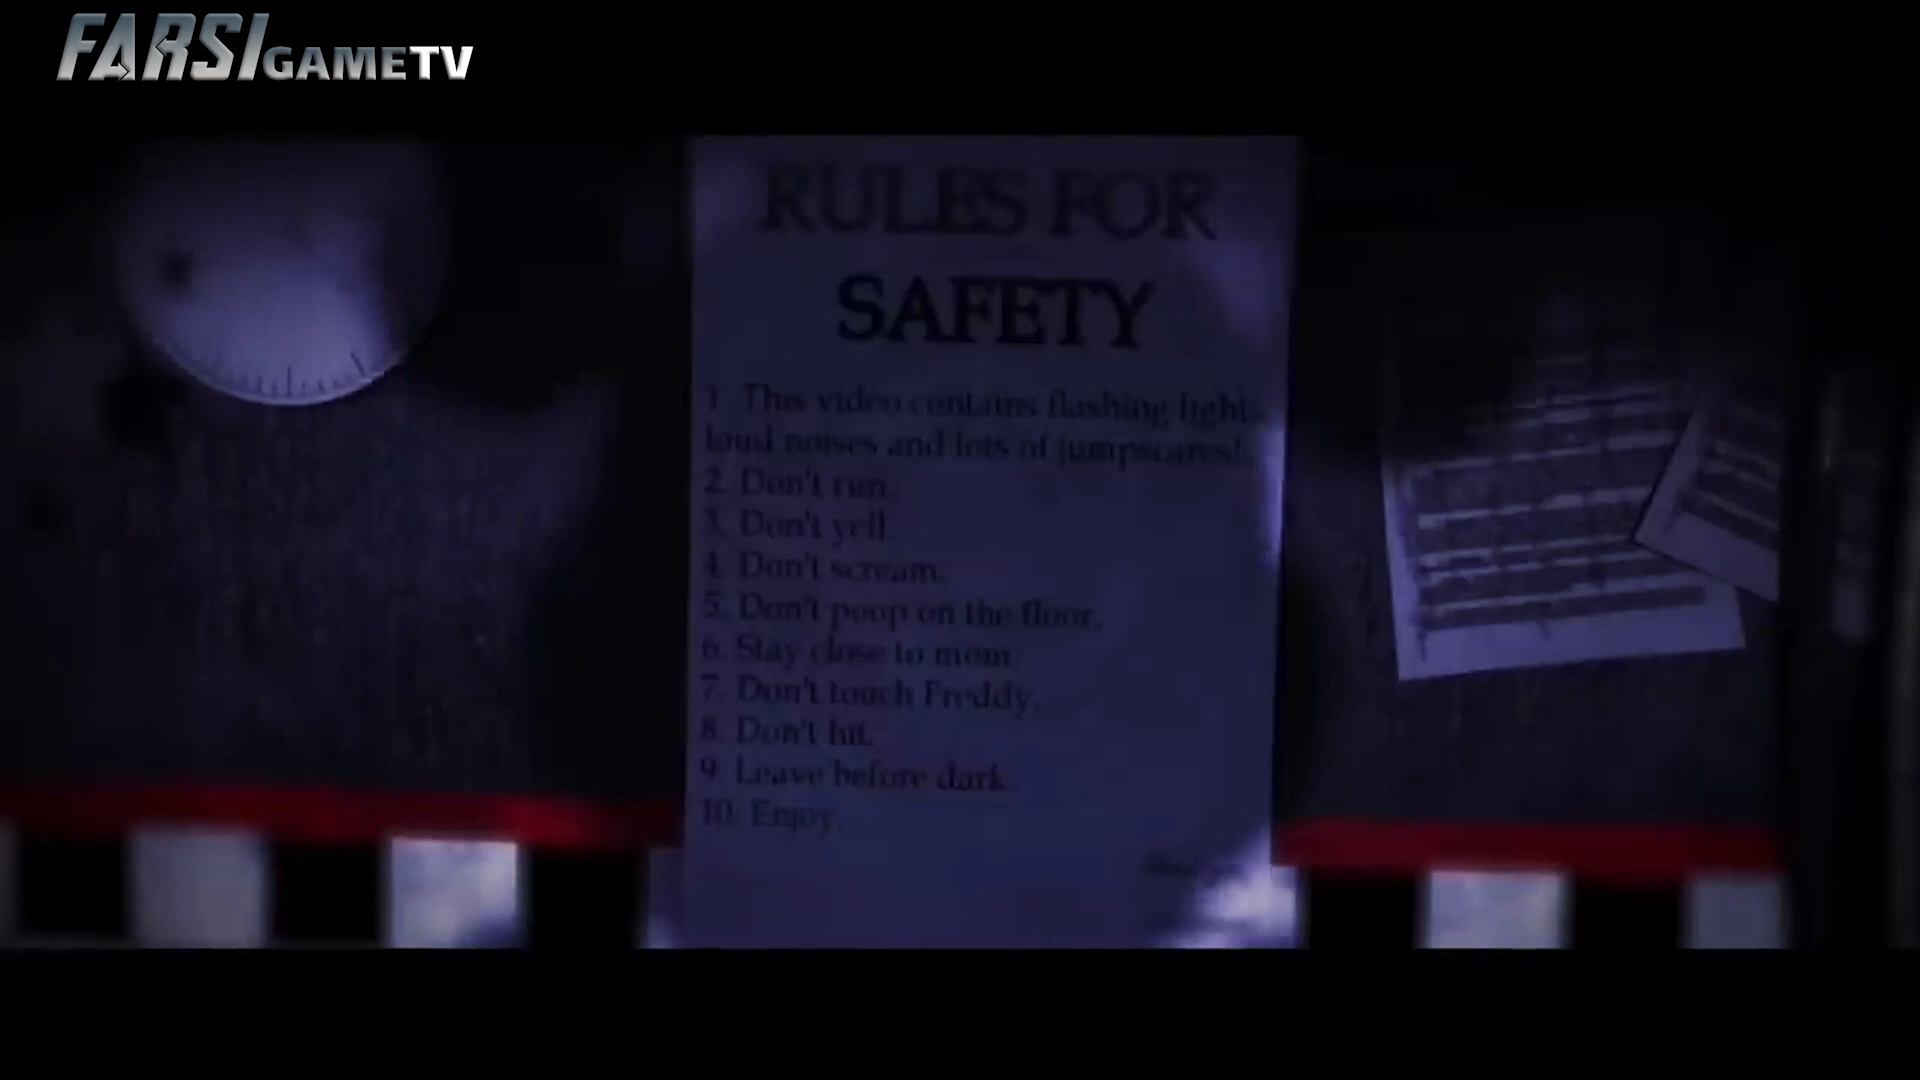 FARSIGAMETV
RULES FOR
SAFETY
1. This video contains flashing light
loud noises and lots of jumpscares!
2. Don't run.
3. Don't yell.
4. Don't scream.
5. Don't poop on the floor.
6. Stay close to mom.
7. Don't touch Freddy.
8. Don't hit.
9. Leave before dark.
10. Enjoy.